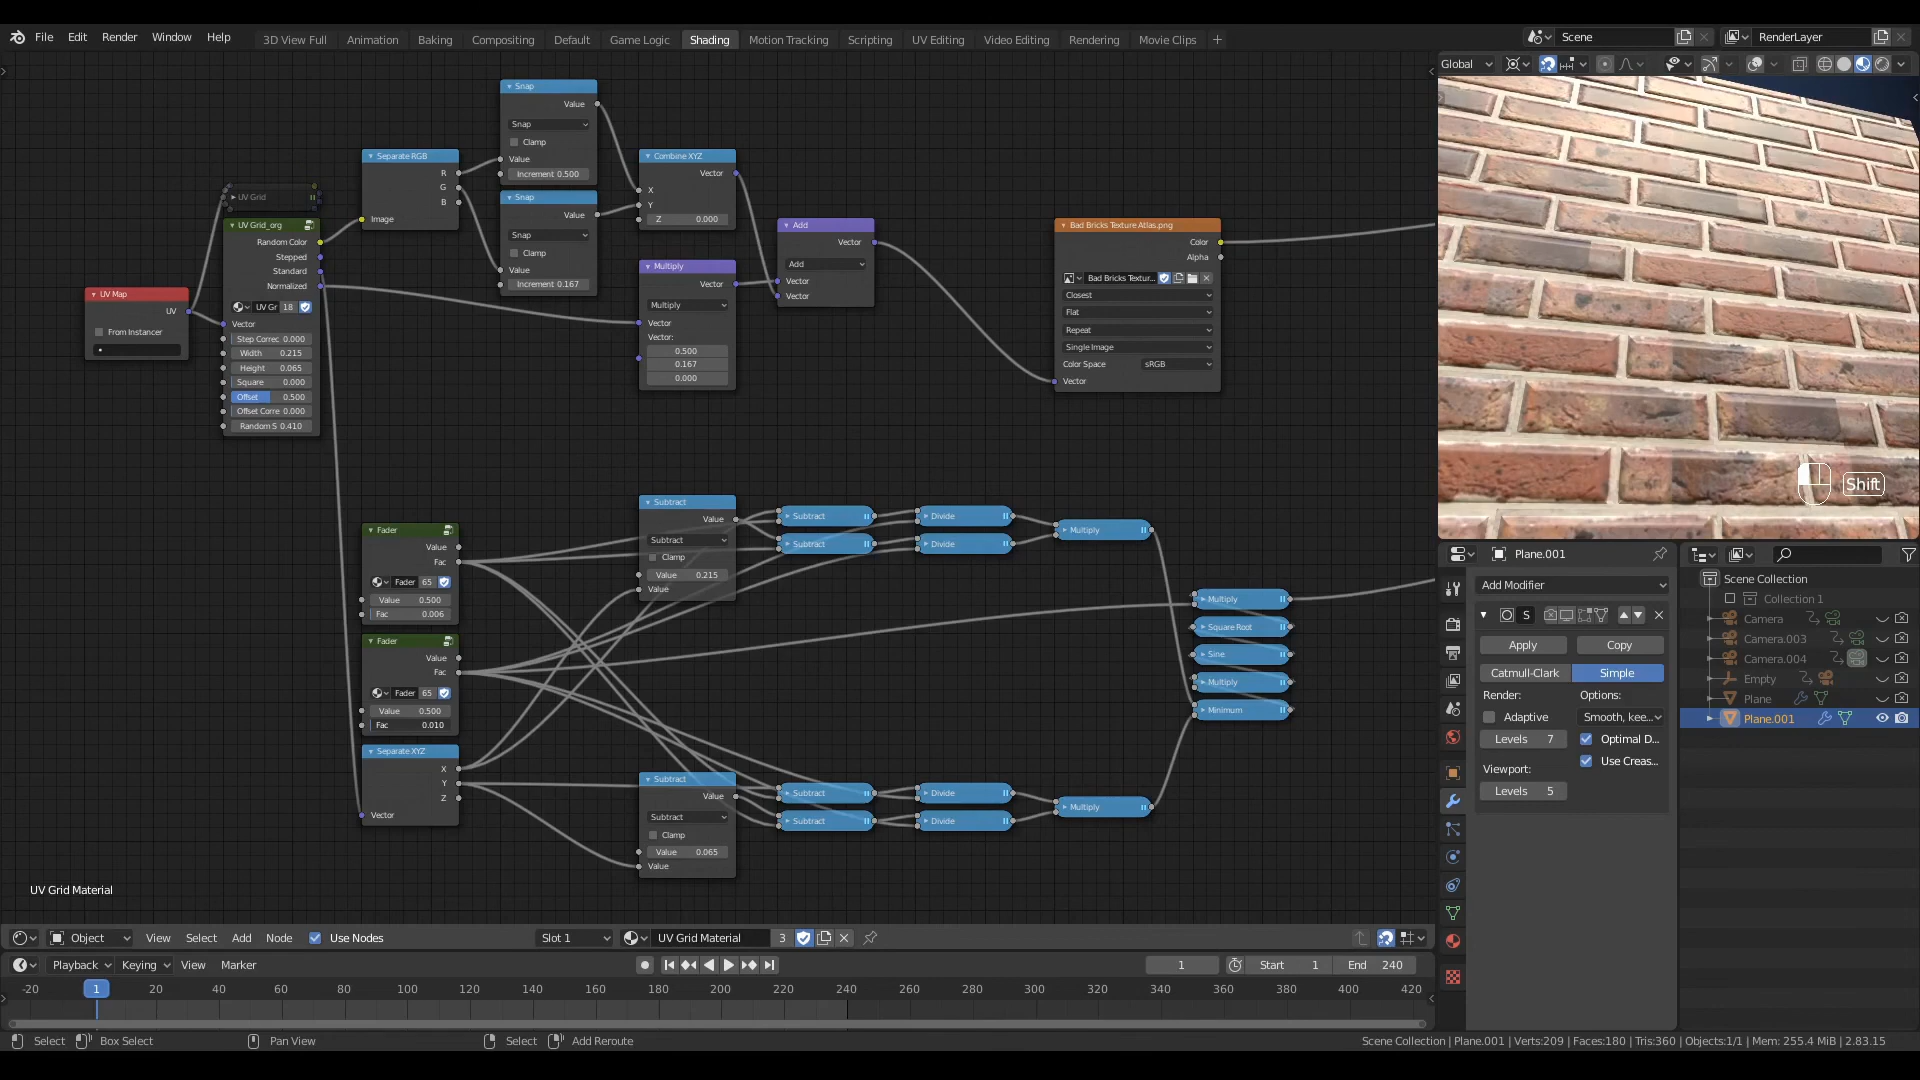 File Edit Render Window Help
3D View Full Animation Baking Compositing Default Game Logic Shading Motion Tracking Scripting UV Editing Video Editing Rendering Movie Clips +
Scene
RenderLayer
Global
Snap
Value
Snap
Clamp
Value
Increment 0.500
Snap
Value
Snap
Clamp
Value
Increment 0.167
Separate RGB
R
G
B
Image
Combine XYZ
Vector
X
Y
Z 0.000
UV Grid
UV Grid_org
Random Color
Stepped
Standard
Normalized
UV Gr 18
Vector
Step Correc 0.000
Width 0.215
Height 0.065
Square 0.000
Offset 0.500
Offset Corre 0.000
Random S 0.410
UV Map
UV
From Instancer
Multiply
Vector
Multiply
Vector
Vector:
0.500
0.167
0.000
Add
Vector
Add
Vector
Vector
Bad Bricks Texture Atlas.png
Color
Alpha
Bad Bricks Textur...
Closest
Flat
Repeat
Single Image
Color Space sRGB
Vector
Fader
Value
Fac
Fader 65
Value 0.500
Fac 0.006
Fader
Value
Fac
Fader 65
Value 0.500
Fac 0.010
Separate XYZ
X
Y
Z
Vector
Subtract
Value
Subtract
Clamp
Value 0.215
Value
Subtract Divide
Subtract Divide
Multiply
Multiply
Square Root
Sine
Multiply
Minimum
Subtract
Value
Subtract
Clamp
Value 0.065
Value
Subtract Divide
Subtract Divide
Multiply
UV Grid Material
Shift
Plane.001
Add Modifier
S
Apply Copy
Catmull-Clark Simple
Render: Options:
Adaptive Smooth, kee...
Levels 7 Optimal D...
Use Creas...
Viewport:
Levels 5
Scene Collection
Collection 1
Camera
Camera.003
Camera.004
Empty
Plane
Plane.001
Object View Select Add Node Use Nodes Slot 1 UV Grid Material 3
Playback Keying View Marker 1 Start 1 End 240
-20 1 20 40 60 80 100 120 140 160 180 200 220 240 260 280 300 320 340 360 380 400 420
Select Box Select Pan View Select Add Reroute
Scene Collection | Plane.001 | Verts:209 | Faces:180 | Tris:360 | Objects:1/1 | Mem: 255.4 MiB | 2.83.15